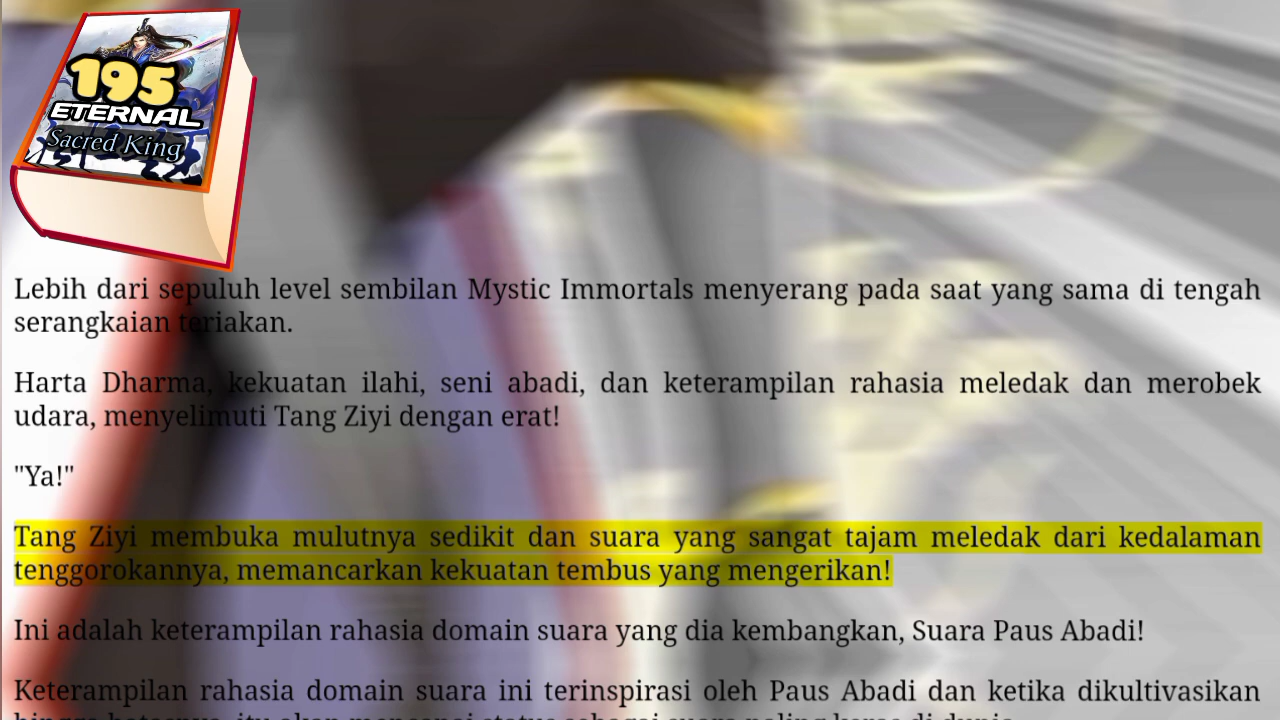 195
ETERNAL
Sacred King
Lebih dari sepuluh level sembilan Mystic Immortals menyerang pada saat yang sama di tengah
serangkaian teriakan.
Harta Dharma, kekuatan ilahi, seni abadi, dan keterampilan rahasia meledak dan merobek
udara, menyelimuti Tang Ziyi dengan erat!
"Ya!"
Tang Ziyi membuka mulutnya sedikit dan suara yang sangat tajam meledak dari kedalaman
tenggorokannya, memancarkan kekuatan tembus yang mengerikan!
Ini adalah keterampilan rahasia domain suara yang dia kembangkan, Suara Paus Abadi!
Keterampilan rahasia domain suara ini terinspirasi oleh Paus Abadi dan ketika dikultivasikan